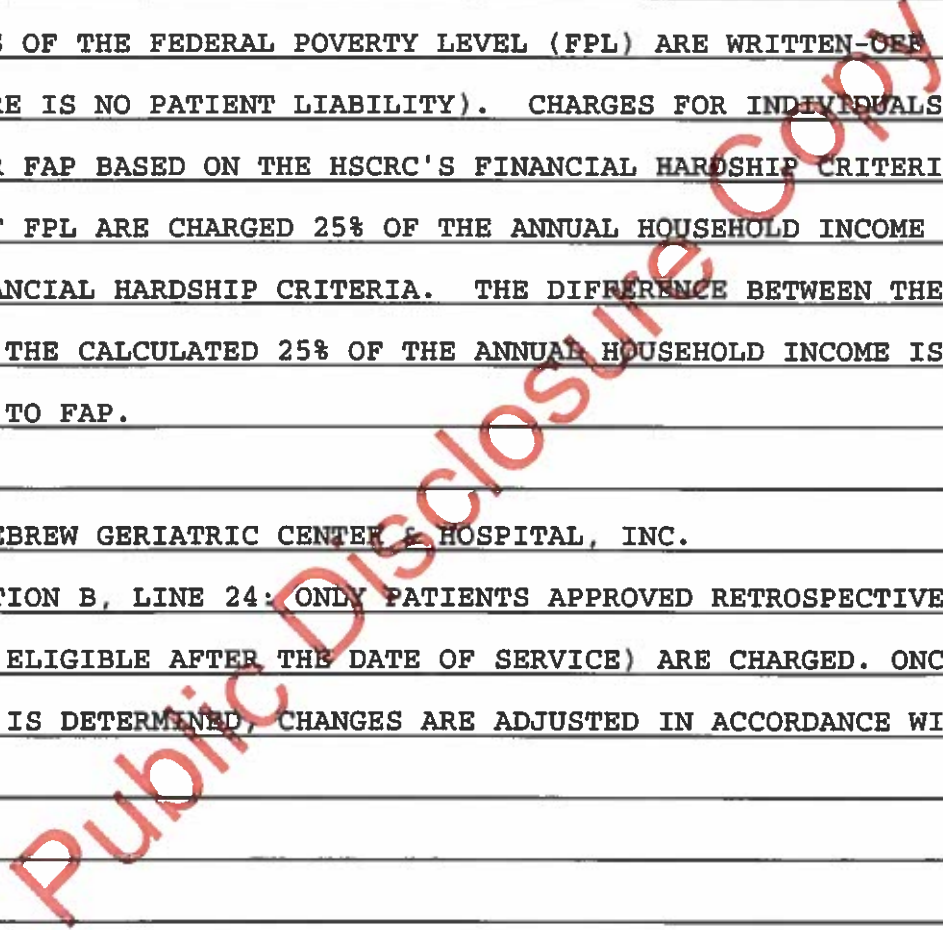 S OF THE FEDERAL POVERTY LEVEL (FPL) ARE WRITTEN-OFF
RE IS NO PATIENT LIABILITY). CHARGES FOR INDIVIDUALS
R FAP BASED ON THE HSCRC'S FINANCIAL HARDSHIP CRITERI
T FPL ARE CHARGED 25% OF THE ANNUAL HOUSEHOLD INCOME
ANCIAL HARDSHIP CRITERIA. THE DIFFERENCE BETWEEN THE
THE CALCULATED 25% OF THE ANNUAL HOUSEHOLD INCOME IS
TO FAP.
EBREW GERIATRIC CENTER & HOSPITAL, INC.
TION B, LINE 24: ONLY PATIENTS APPROVED RETROSPECTIVE
ELIGIBLE AFTER THE DATE OF SERVICE) ARE CHARGED. ONC
IS DETERMINED, CHANGES ARE ADJUSTED IN ACCORDANCE WI
Public Disclosure Copy